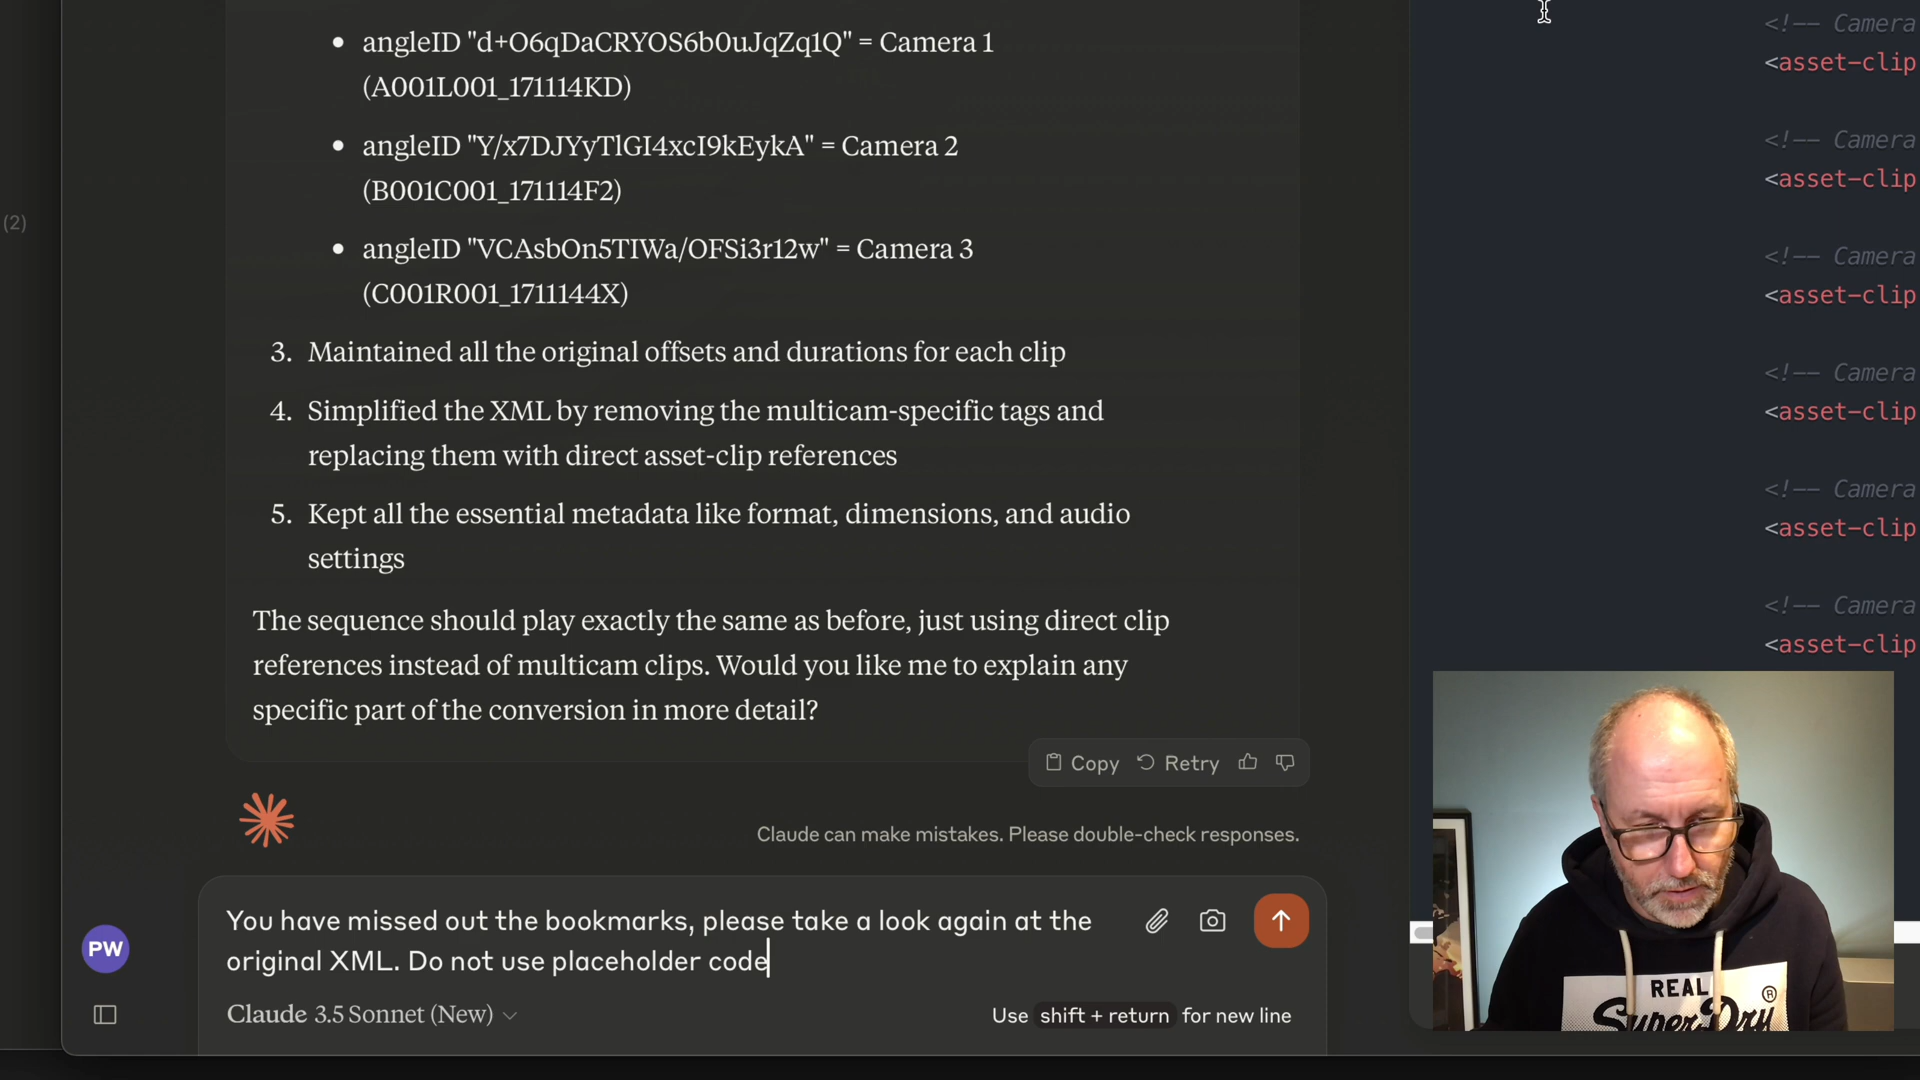 angleID "d+O6qDaCRYOS6b0uJqZq1Q" = Camera 1
(A001L001_171114KD)
angleID "Y/x7DJYyTlGI4xcI9kEykA" = Camera 2
(B001C001_171114F2)
angleID "VCAsbOn5TIWa/OFSi3r12w" = Camera 3
(C001R001_1711144X)
3. Maintained all the original offsets and durations for each clip
4. Simplified the XML by removing the multicam-specific tags and
replacing them with direct asset-clip references
5. Kept all the essential metadata like format, dimensions, and audio
settings
The sequence should play exactly the same as before, just using direct clip
references instead of multicam clips. Would you like me to explain any
specific part of the conversion in more detail?
Copy Retry
Claude can make mistakes. Please double-check responses.
You have missed out the bookmarks, please take a look again at the
original XML. Do not use placeholder code
Claude 3.5 Sonnet (New)
Use shift + return for new line
PW
(2)
<!-- Camera
<asset-clip
<!-- Camera
<asset-clip
<!-- Camera
<asset-clip
<!-- Camera
<asset-clip
<!-- Camera
<asset-clip
<!-- Camera
<asset-clip
REAL
SuperDry
®